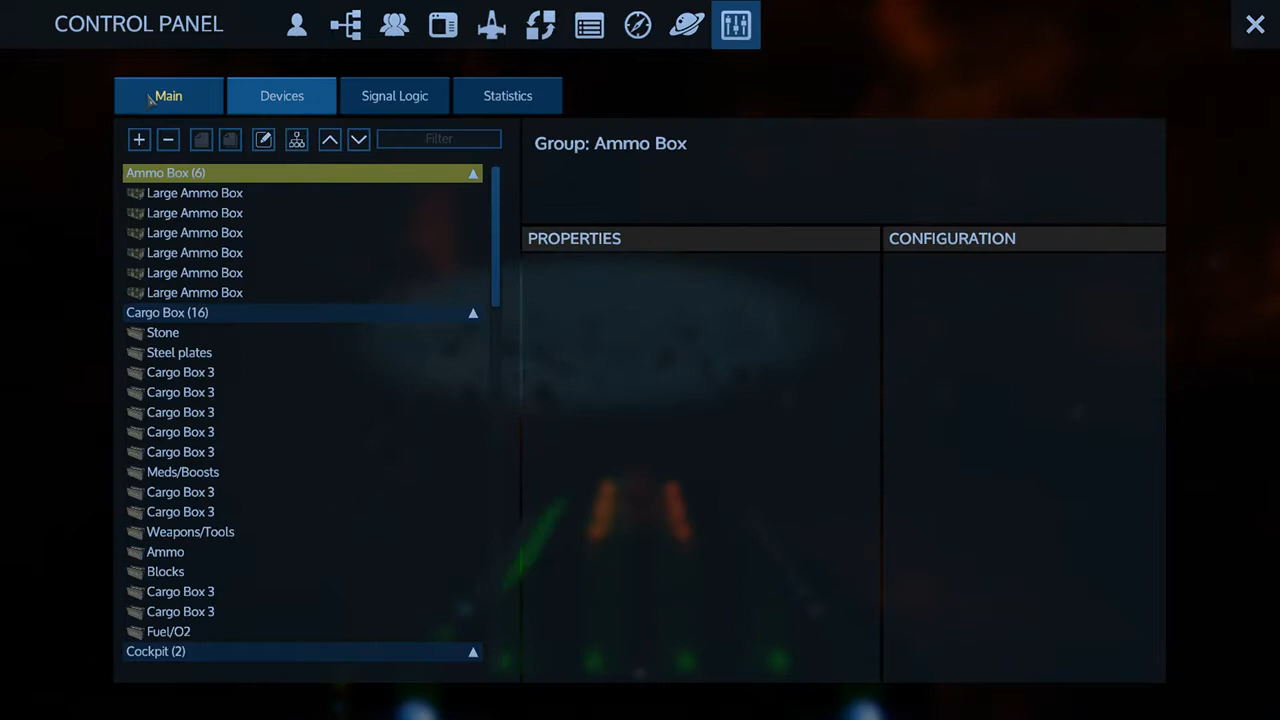 CONTROL PANEL
Main
Devices
Signal Logic
Statistics
Filter
Ammo Box (6)
Large Ammo Box
Large Ammo Box
Large Ammo Box
Large Ammo Box
Large Ammo Box
Large Ammo Box
Cargo Box (16)
Stone
Steel plates
Cargo Box 3
Cargo Box 3
Cargo Box 3
Cargo Box 3
Cargo Box 3
Meds/Boosts
Cargo Box 3
Cargo Box 3
Weapons/Tools
Ammo
Blocks
Cargo Box 3
Cargo Box 3
Fuel/O2
Cockpit (2)
Group: Ammo Box
PROPERTIES
CONFIGURATION